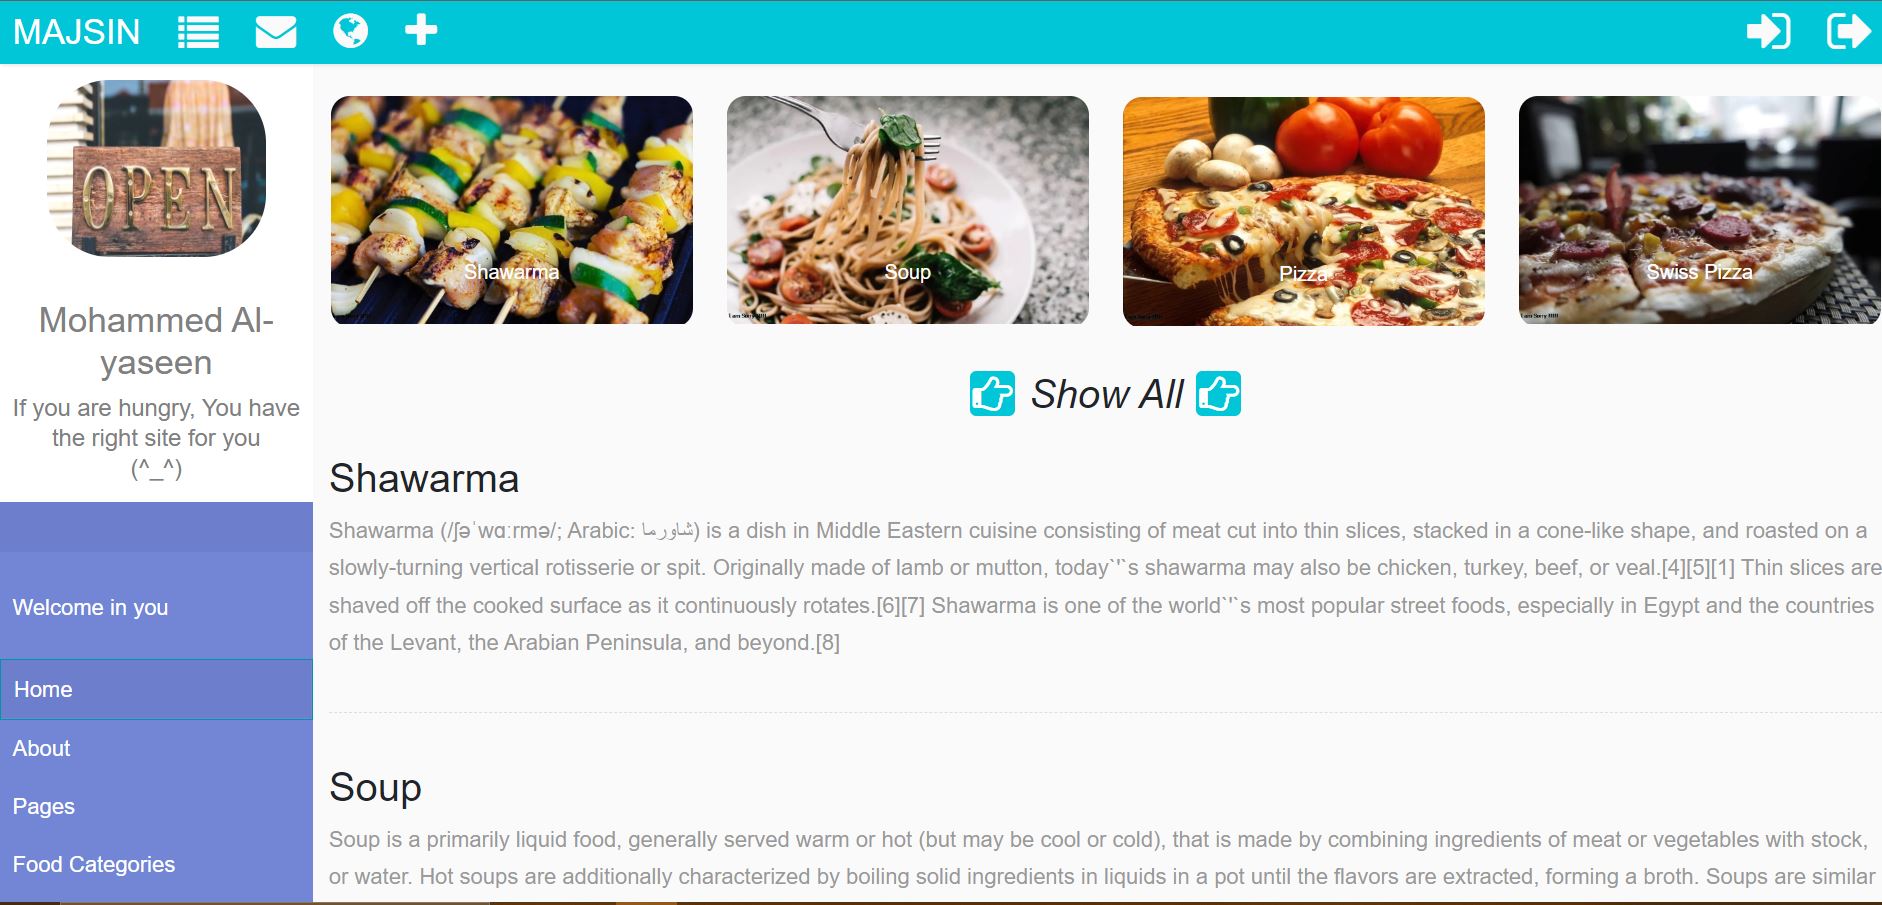 MAJSIN
OPEN
Mohammed Al-
yaseen
If you are hungry, You have
the right site for you
(^_^)
Welcome in you
Home
About
Pages
Food Categories
Shawarma
Soup
I am Sorry !!!!!
Pizza
Swiss Pizza
I am Sorry !!!!!
Show All
Shawarma
Shawarma (/ʃəˈwɑːrmə/; Arabic: شاورما) is a dish in Middle Eastern cuisine consisting of meat cut into thin slices, stacked in a cone-like shape, and roasted on a
slowly-turning vertical rotisserie or spit. Originally made of lamb or mutton, today`'`s shawarma may also be chicken, turkey, beef, or veal.[4][5][1] Thin slices are
shaved off the cooked surface as it continuously rotates.[6][7] Shawarma is one of the world`'`s most popular street foods, especially in Egypt and the countries
of the Levant, the Arabian Peninsula, and beyond.[8]
Soup
Soup is a primarily liquid food, generally served warm or hot (but may be cool or cold), that is made by combining ingredients of meat or vegetables with stock,
or water. Hot soups are additionally characterized by boiling solid ingredients in liquids in a pot until the flavors are extracted, forming a broth. Soups are similar